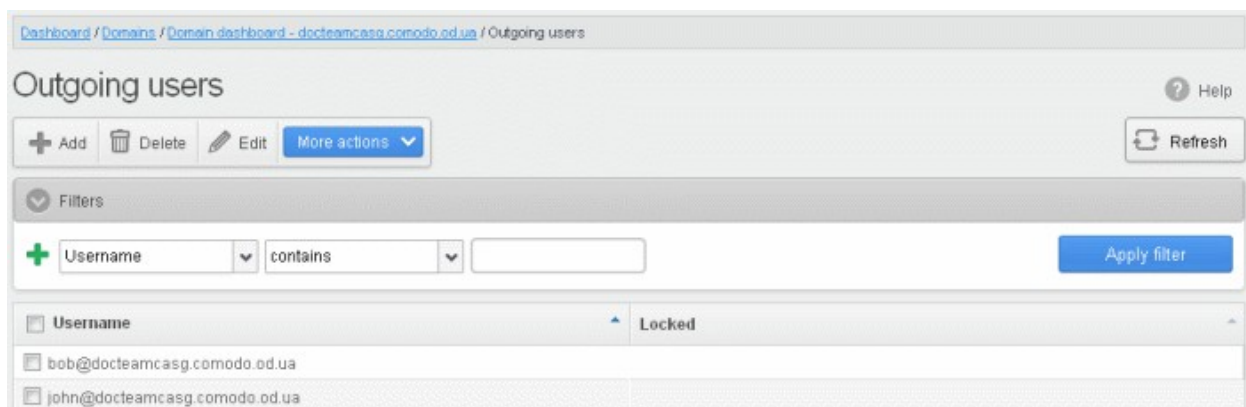 Dashboard / Domains / Domain dashboard - docteamcasg.comodo.od.ua / Outgoing users
Outgoing users
Help
Add Delete Edit More actions
Refresh
Filters
Username contains
Apply filter
Username Locked
bob@docteamcasg.comodo.od.ua
john@docteamcasg.comodo.od.ua